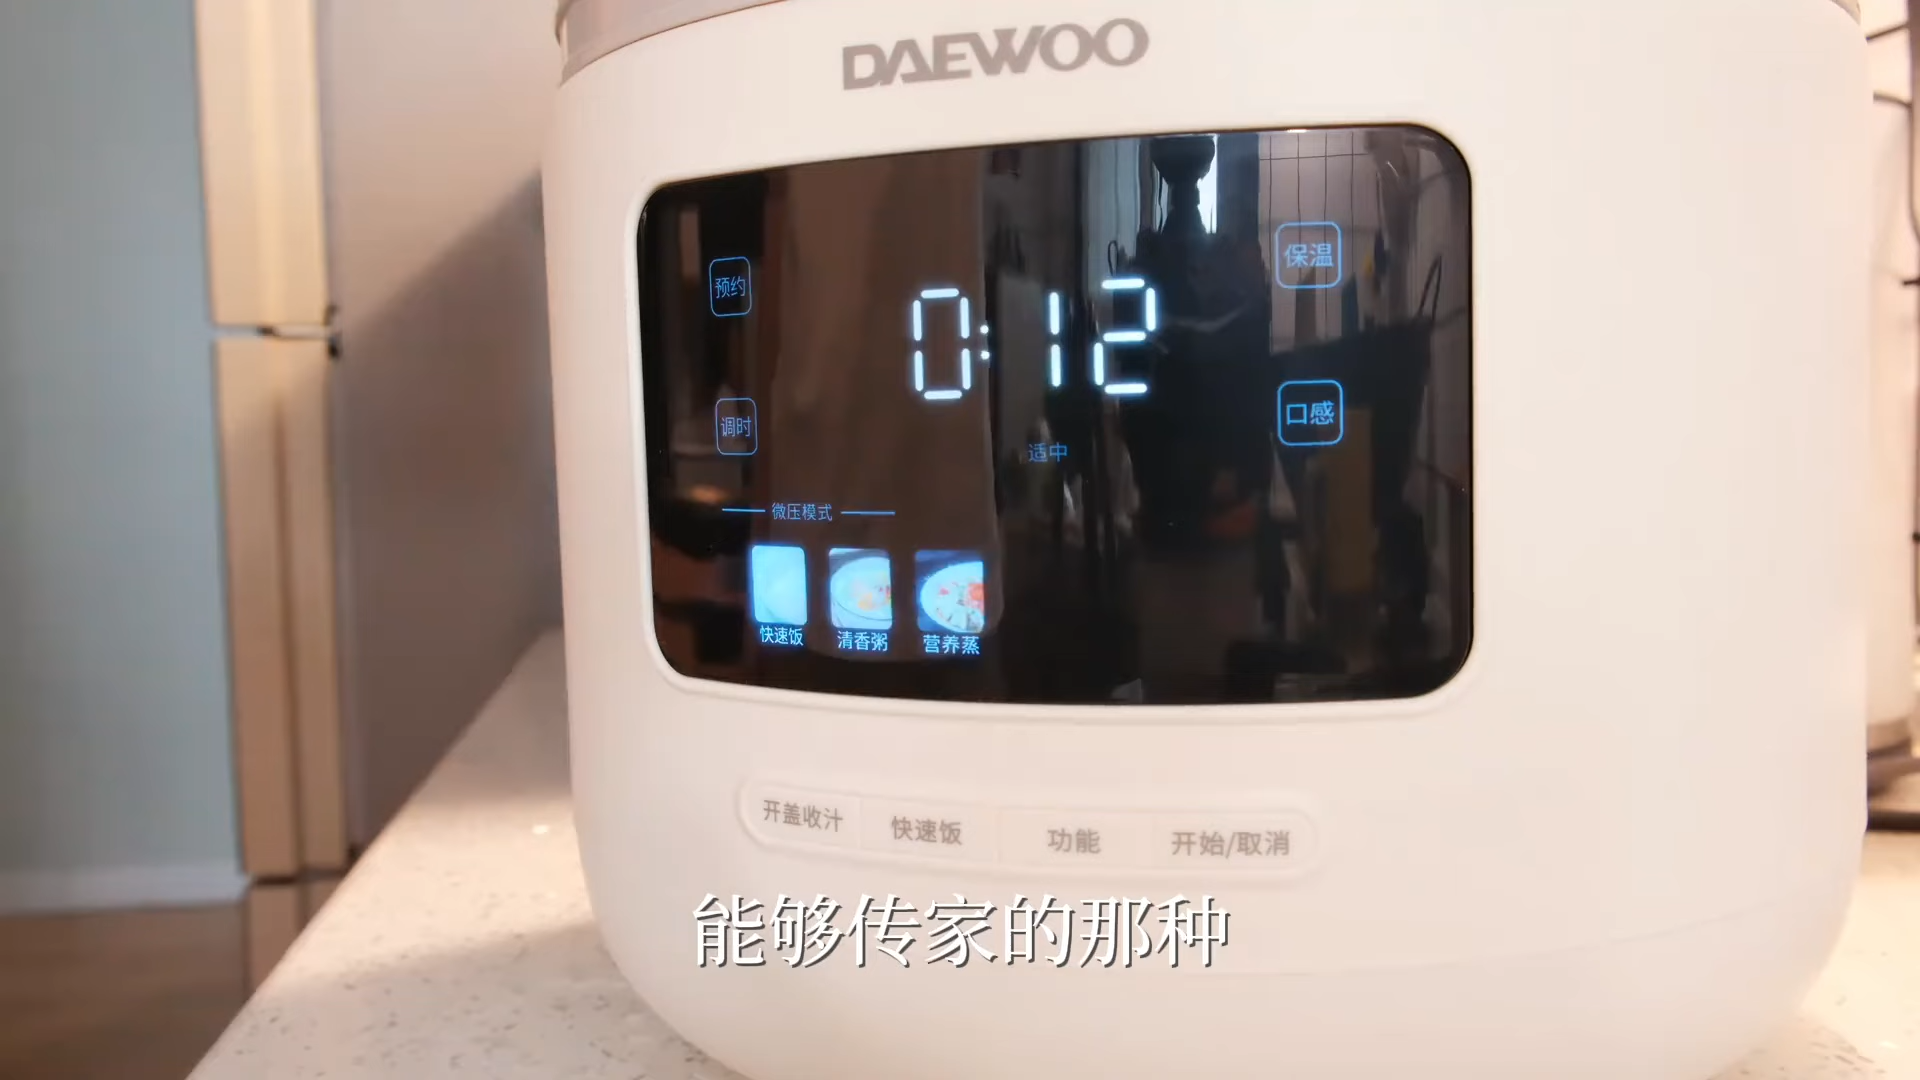 DAEWOO
预约
0:12
保温
调时
适中
口感
微压模式
快速饭
清香粥
营养蒸
开盖收汁
快速饭
功能
开始/取消
能够传家的那种